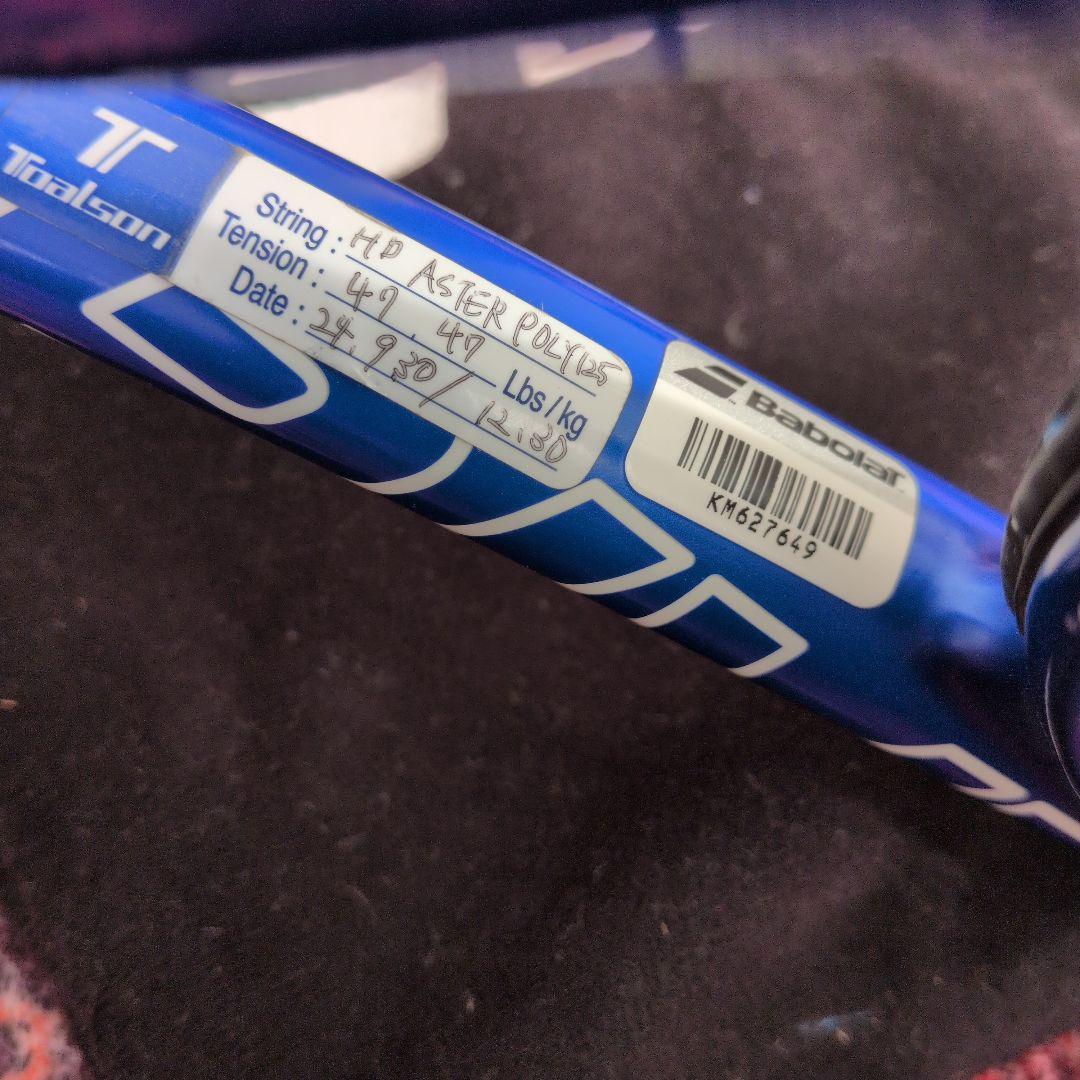 Toalson
String : HD ASTER POLY125
Tension : 47. 47 Lbs/kg
Date : 24.9.30/ 12.30
Babolat
KM627649